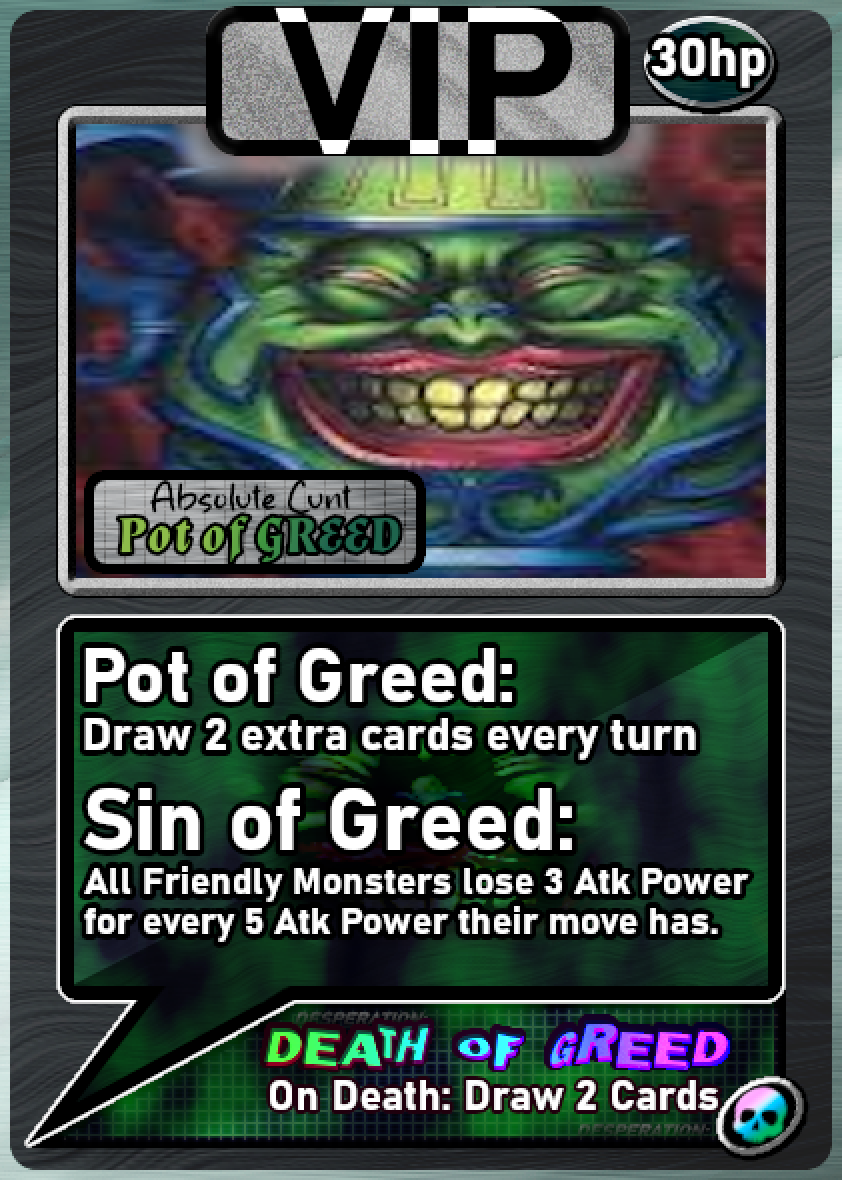 VIP
30hp
Absolute Cunt
Pot of GREED
Pot of Greed:
Draw 2 extra cards every turn
Sin of Greed:
All Friendly Monsters lose 3 Atk Power
for every 5 Atk Power their move has.
DESPERATION:
DEATH OF GREED
On Death: Draw 2 Cards
DESPERATION: